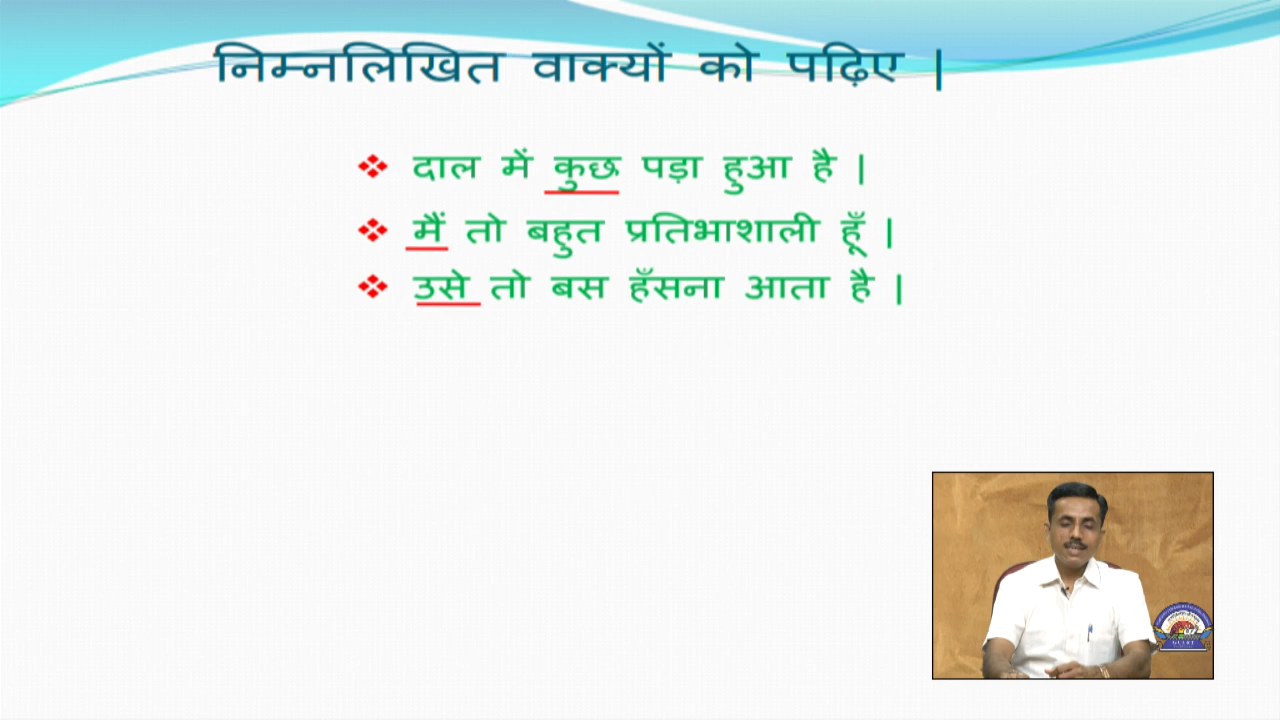 निम्नलिखित वाक्यों को पढ़िए |
❖ दाल में कुछ पड़ा हुआ है |
❖ मैं तो बहुत प्रतिभाशाली हूँ |
❖ उसे तो बस हँसना आता है |